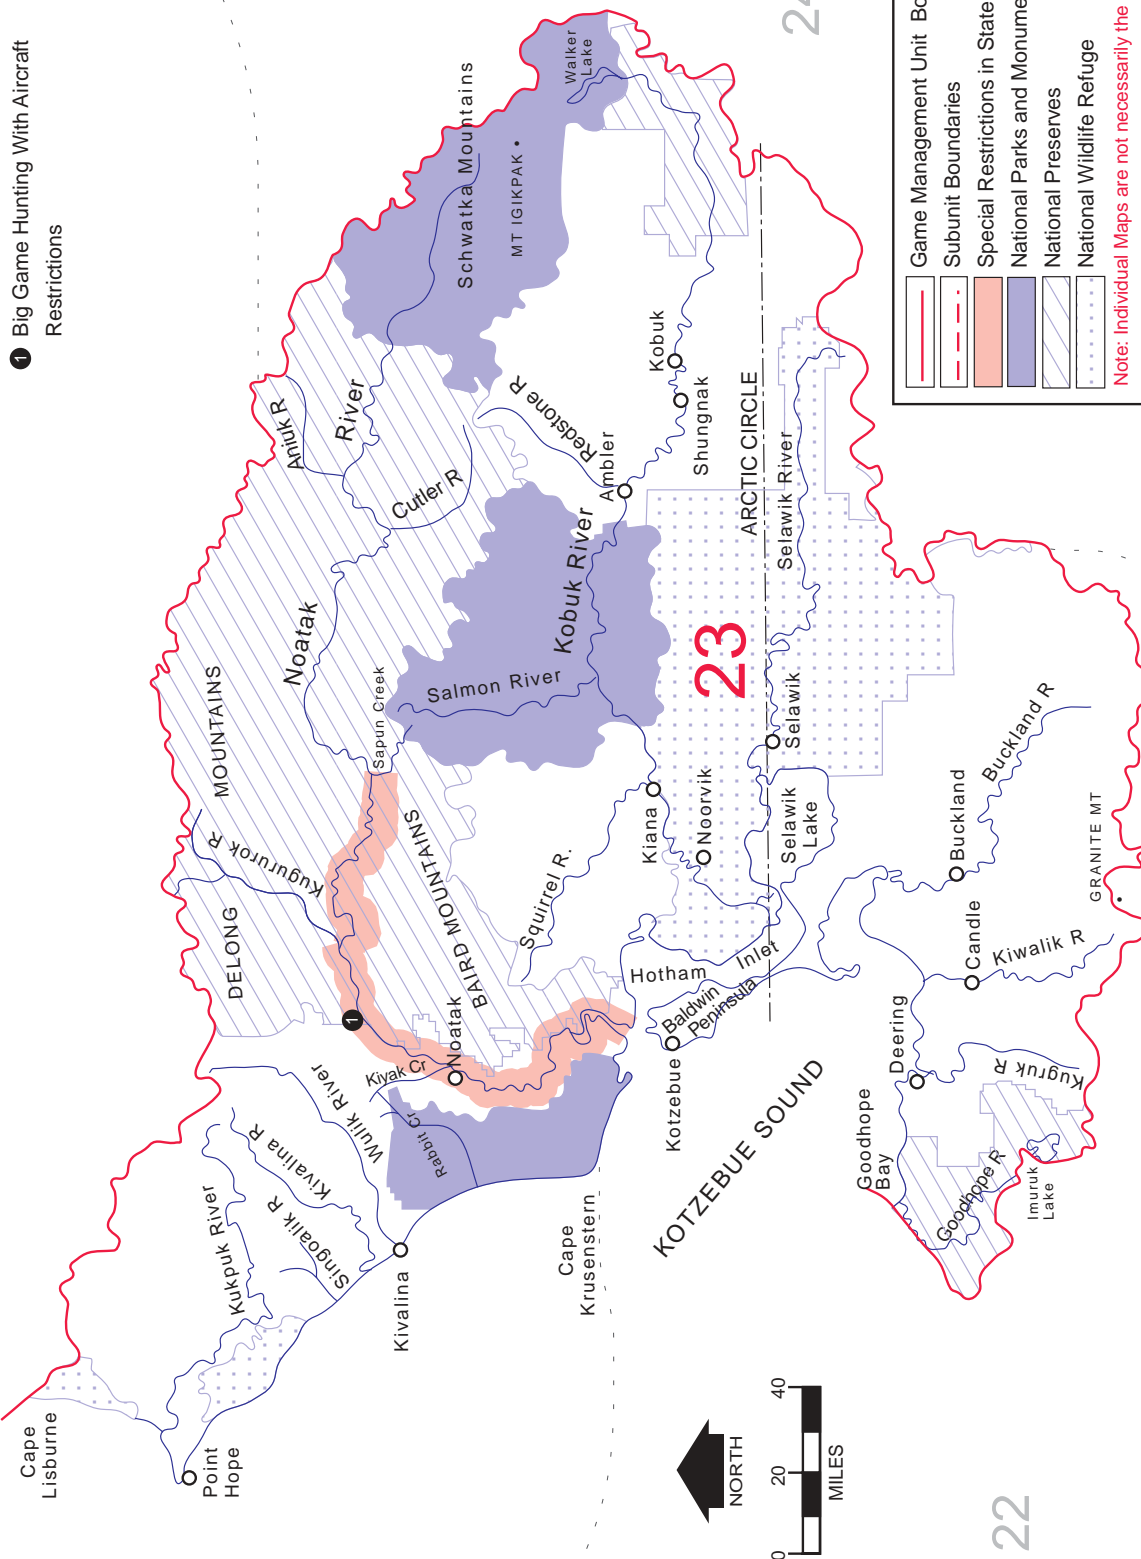 1 Big Game Hunting With Aircraft
Restrictions
24
Cape
Lisburne
Point
Hope
Kukpuk River
Singoalik R
Kivalina R
Wulik River
Kivalina
Rabbit Cr
Kiyak Cr
Noatak
1
DELONG
MOUNTAINS
Kugururok R
BAIRD MOUNTAINS
Sapun Creek
Noatak
River
Aniuk R
Cutler R
Schwatka Mountains
MT IGIKPAK
Walker
Lake
Redstone R
Ambler
Kobuk
Shungnak
Kobuk River
Salmon River
Squirrel R.
Kiana
Noorvik
23
ARCTIC CIRCLE
Selawik River
Selawik
Selawik
Lake
Hotham
Inlet
Baldwin
Peninsula
Kotzebue
Cape
Krusenstern
KOTZEBUE SOUND
Goodhope
Bay
Deering
Goodhope R
Imuruk
Lake
Kugruk R
Candle
Kiwalik R
Buckland
Buckland R
GRANITE MT
22
NORTH
0 20 40
MILES
Game Management Unit Bo
Subunit Boundaries
Special Restrictions in State
National Parks and Monume
National Preserves
National Wildlife Refuge
Note: Individual Maps are not necessarily the